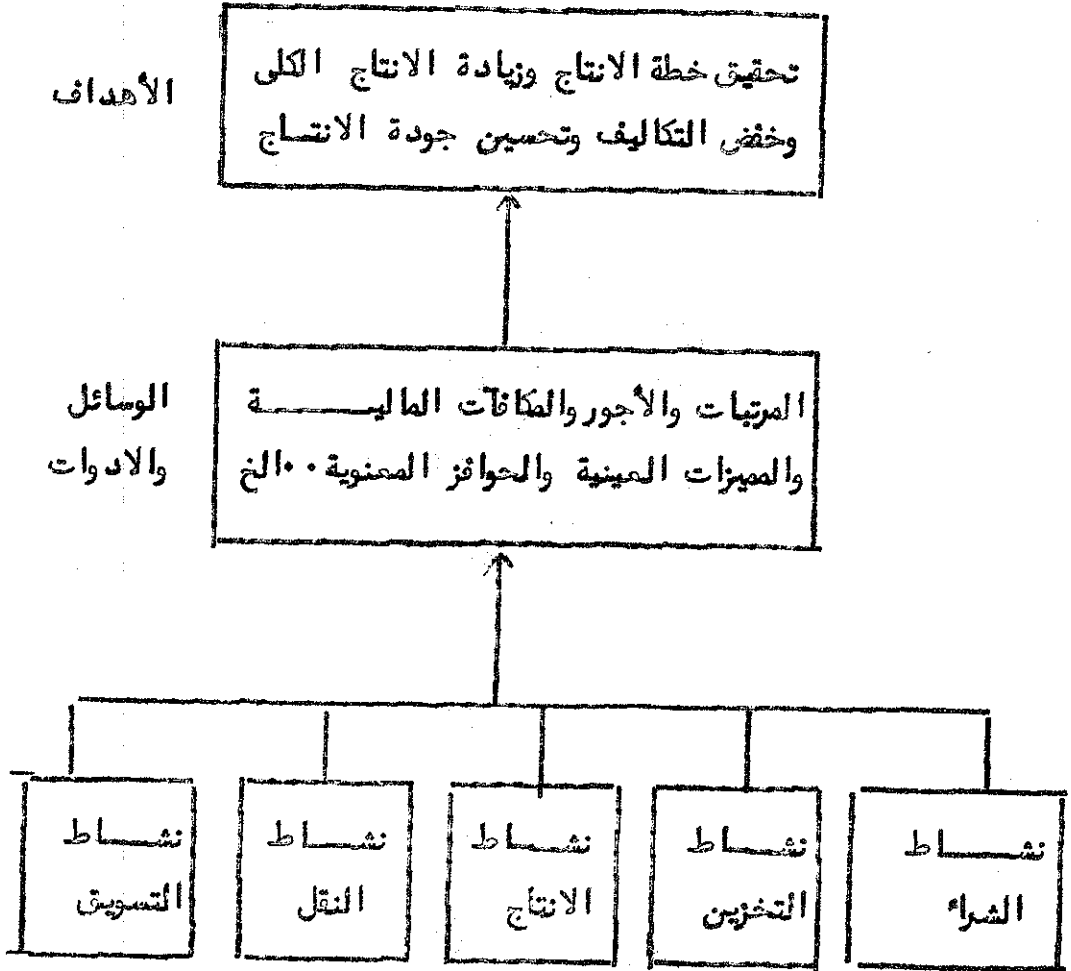 الأهداف
تحقيق خطة الانتاج وزيادة الانتاج الكلى
وخفض التكاليف وتحسين جودة الانتاج
الوسائل
والادوات
المرتبات والأجور والمكافآت المالية
والمميزات العينية والحوافز المعنوية ٠٠ الخ
نشاط
الشراء
نشاط
التخزين
نشاط
الانتاج
نشاط
النقل
نشاط
التسويق